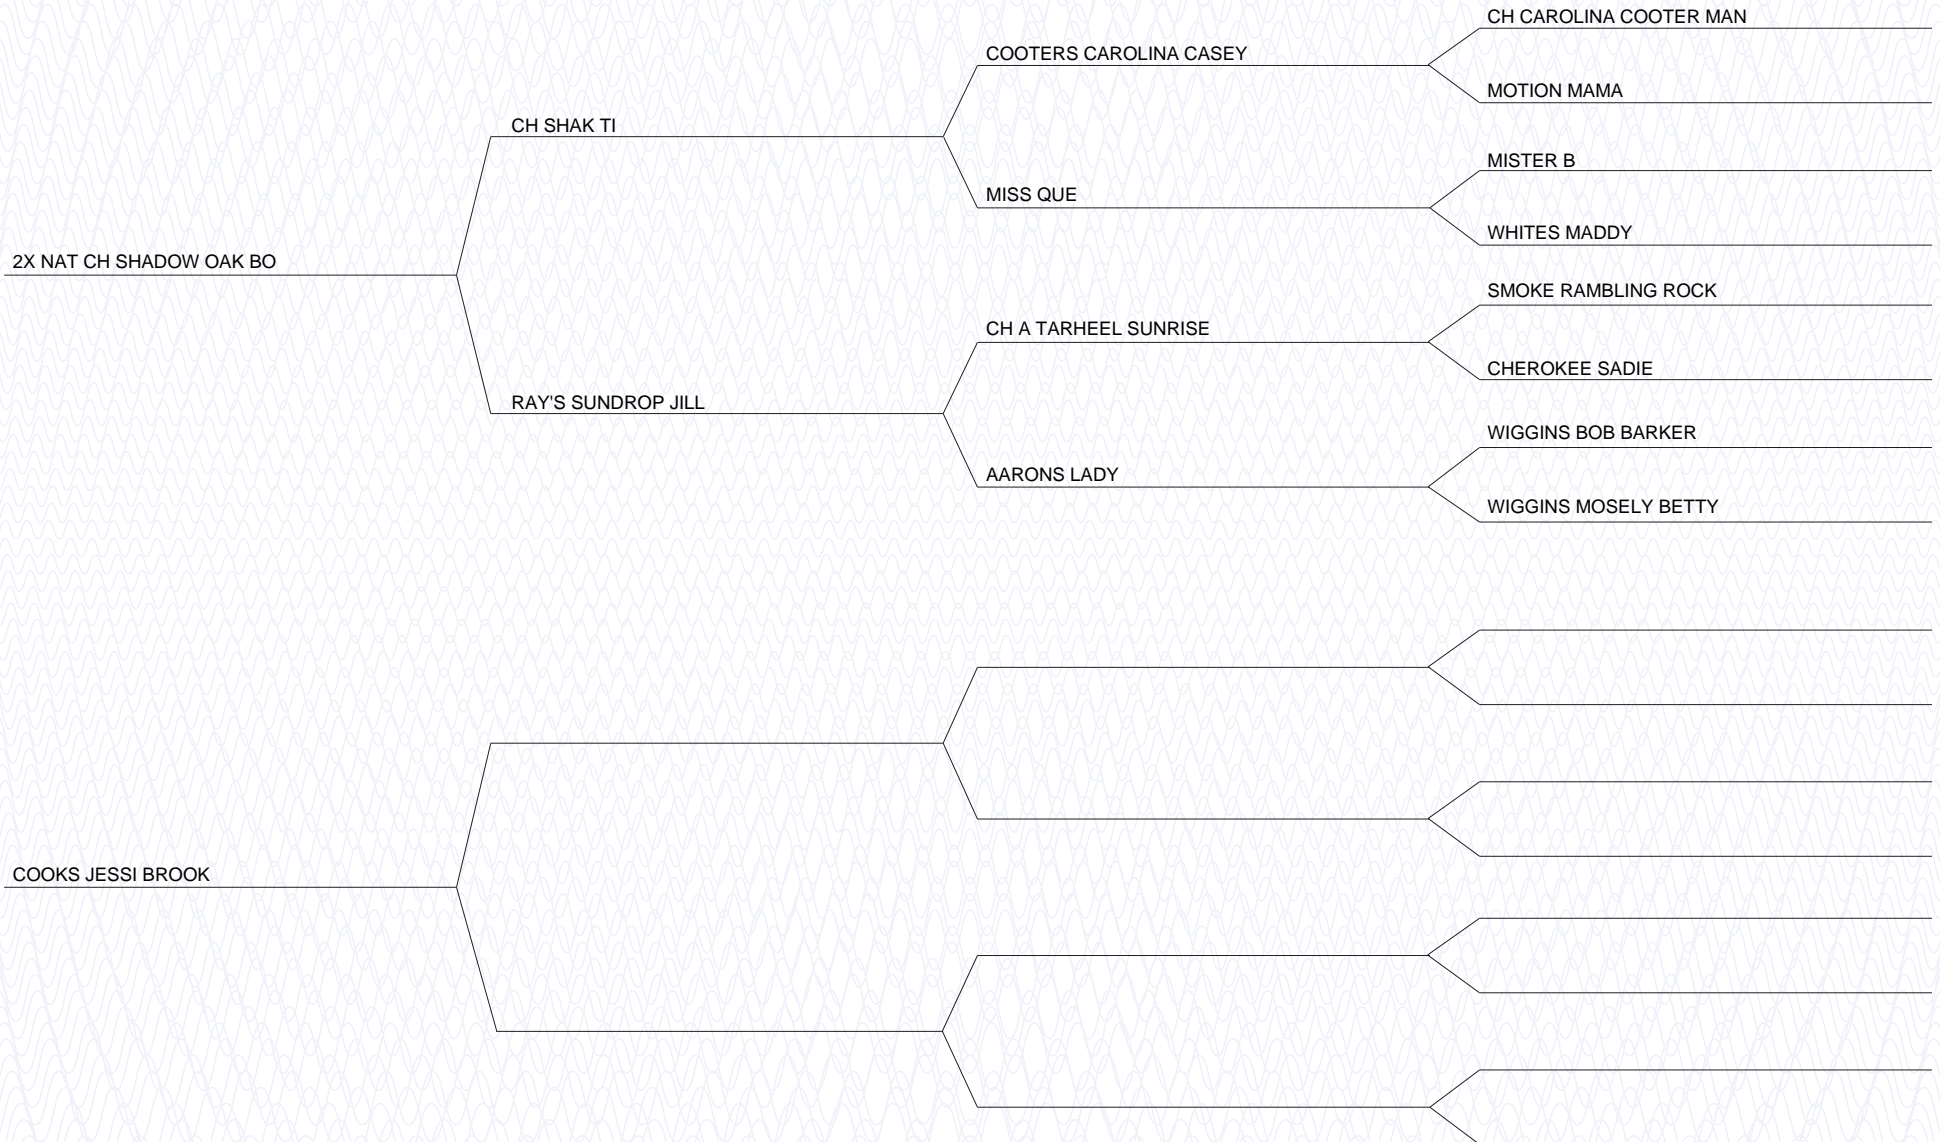 CH CAROLINA COOTER MAN
COOTERS CAROLINA CASEY
MOTION MAMA
CH SHAK TI
MISTER B
MISS QUE
WHITES MADDY
2X NAT CH SHADOW OAK BO
SMOKE RAMBLING ROCK
CH A TARHEEL SUNRISE
CHEROKEE SADIE
RAY'S SUNDROP JILL
WIGGINS BOB BARKER
AARONS LADY
WIGGINS MOSELY BETTY
COOKS JESSI BROOK